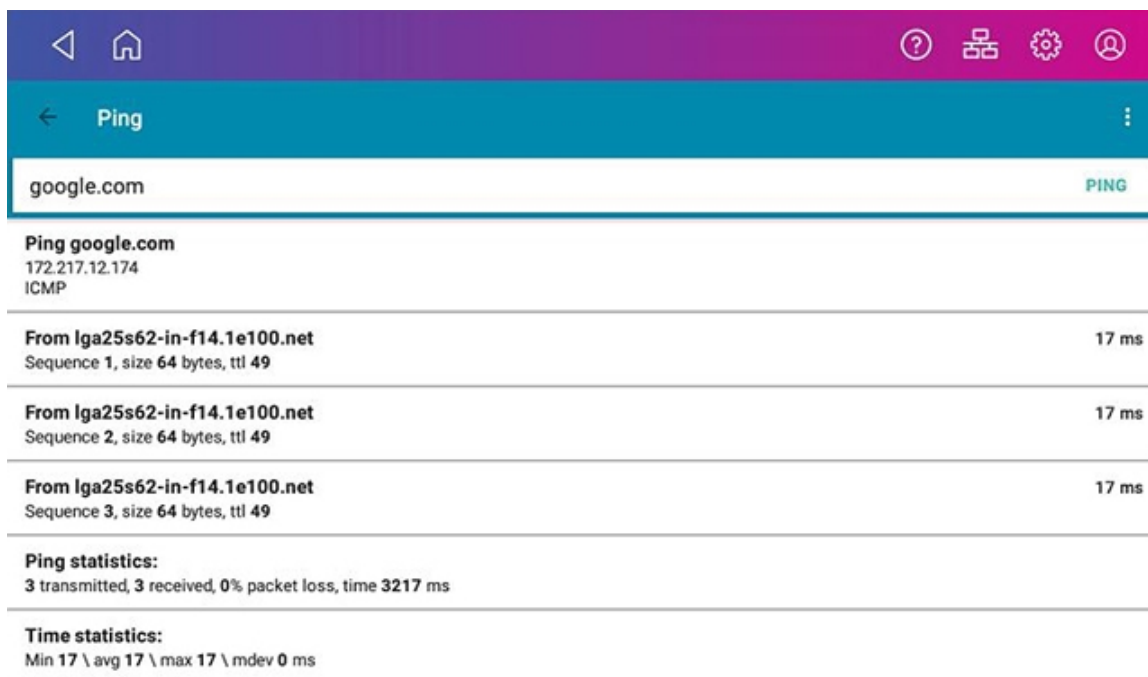 Ping
google.com
PING
Ping google.com
172.217.12.174
ICMP
From lga25s62-in-f14.1e100.net
17 ms
Sequence 1, size 64 bytes, ttl 49
From lga25s62-in-f14.1e100.net
17 ms
Sequence 2, size 64 bytes, ttl 49
From lga25s62-in-f14.1e100.net
17 ms
Sequence 3, size 64 bytes, ttl 49
Ping statistics:
3 transmitted, 3 received, 0% packet loss, time 3217 ms
Time statistics:
Min 17 \ avg 17 \ max 17 \ mdev 0 ms